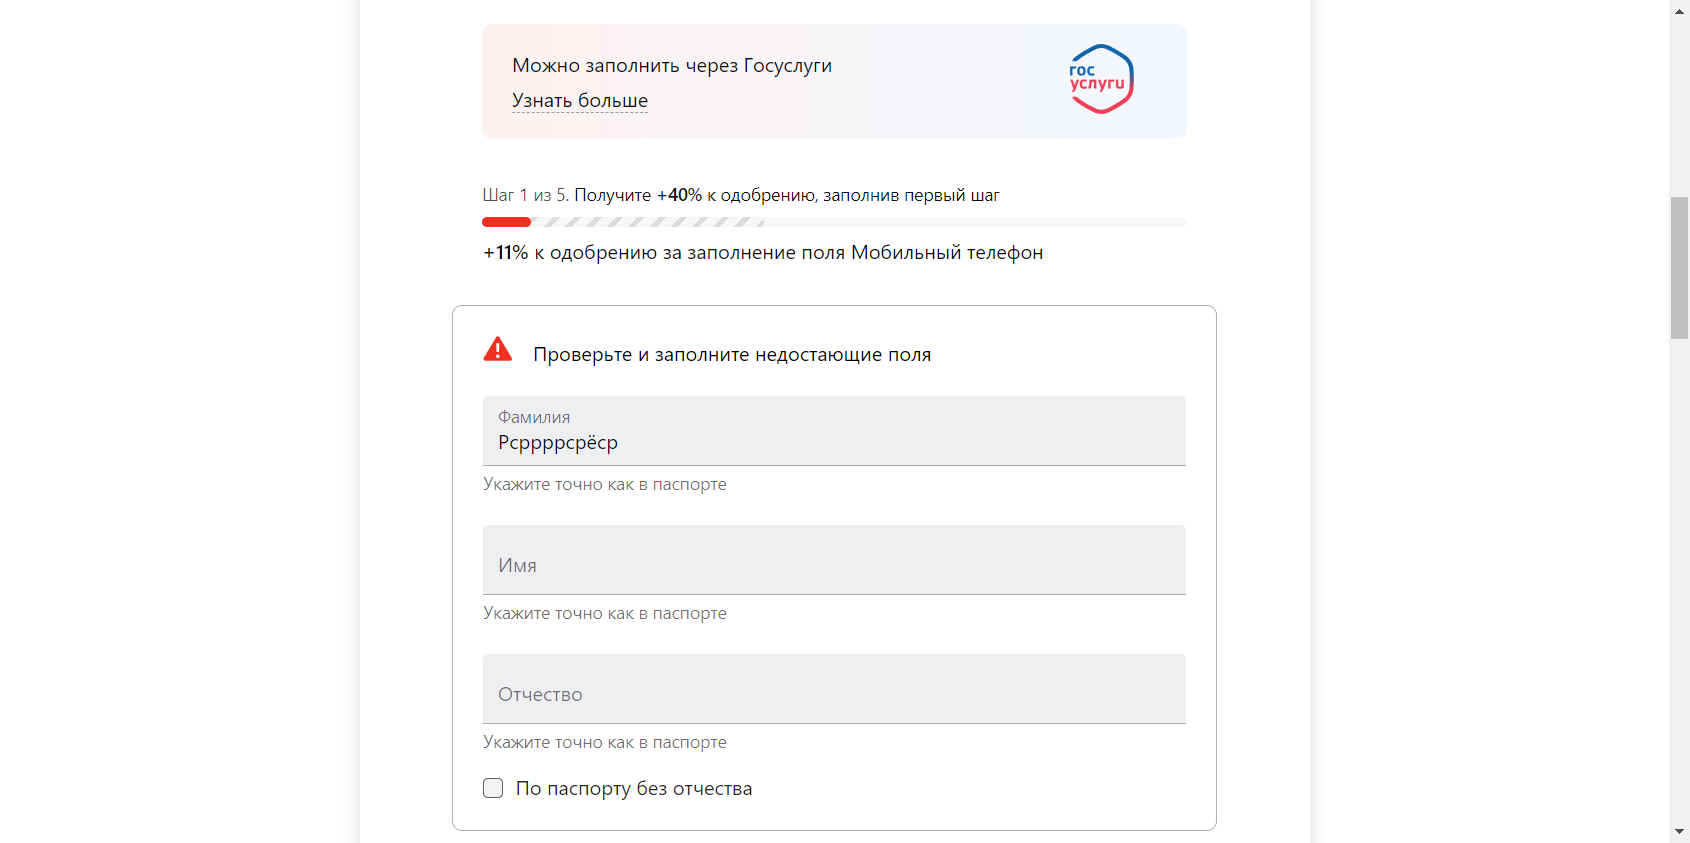 Можно заполнить через Госуслуги
Узнать больше
гос
услуги
Шаг 1 из 5. Получите +40% к одобрению, заполнив первый шаг
+11% к одобрению за заполнение поля Мобильный телефон
Проверьте и заполните недостающие поля
Фамилия
Рсррррсрёср
Укажите точно как в паспорте
Имя
Укажите точно как в паспорте
Отчество
Укажите точно как в паспорте
По паспорту без отчества